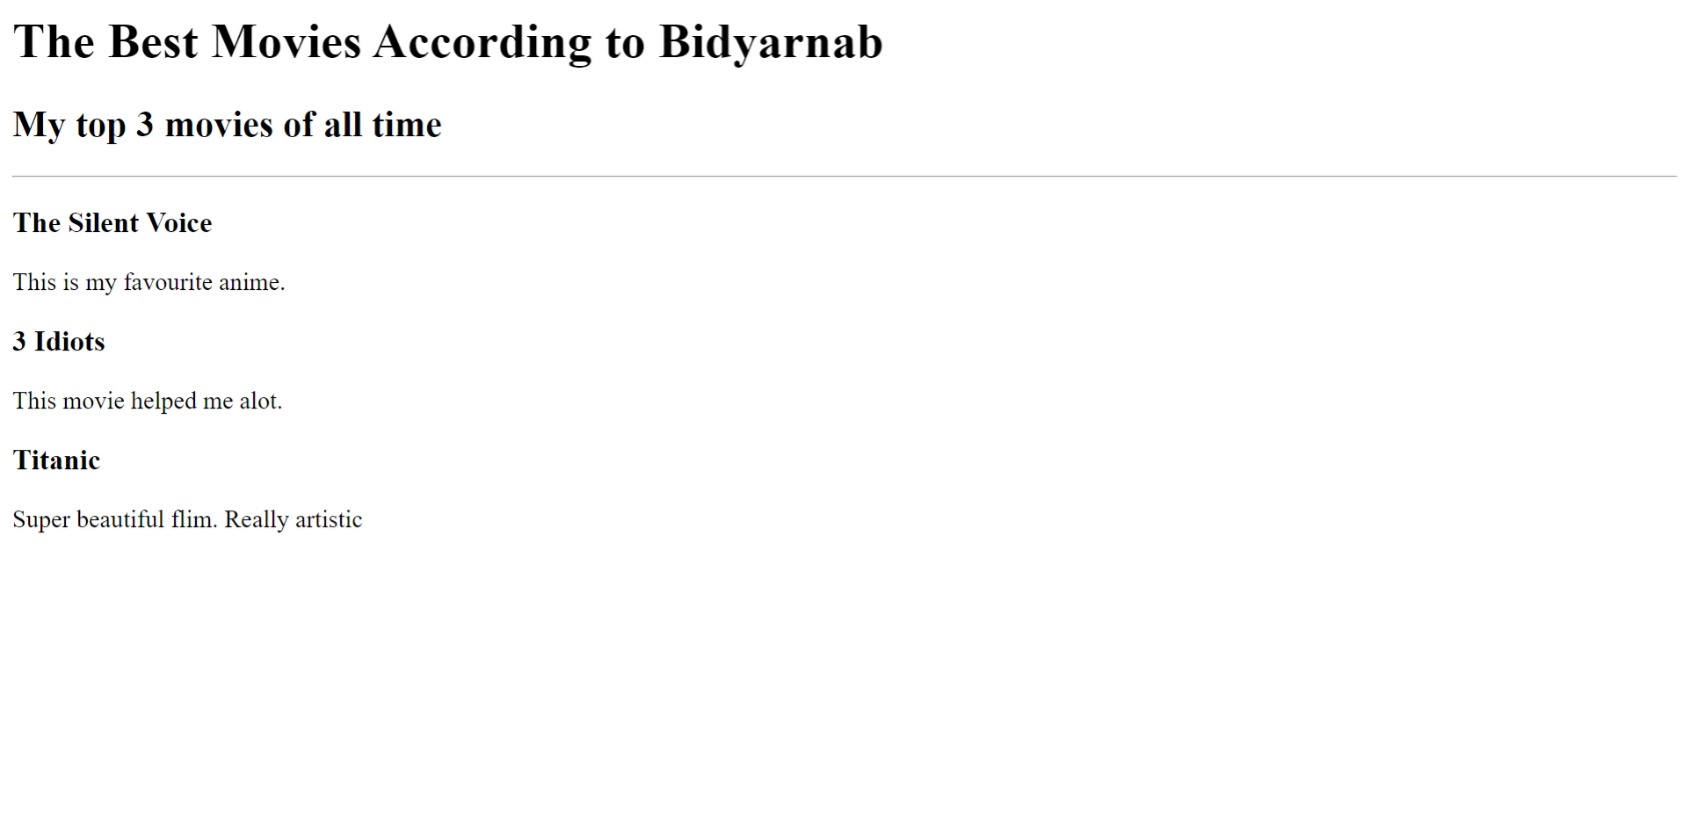 The Best Movies According to Bidyarnab
My top 3 movies of all time
The Silent Voice
This is my favourite anime.
3 Idiots
This movie helped me alot.
Titanic
Super beautiful flim. Really artistic